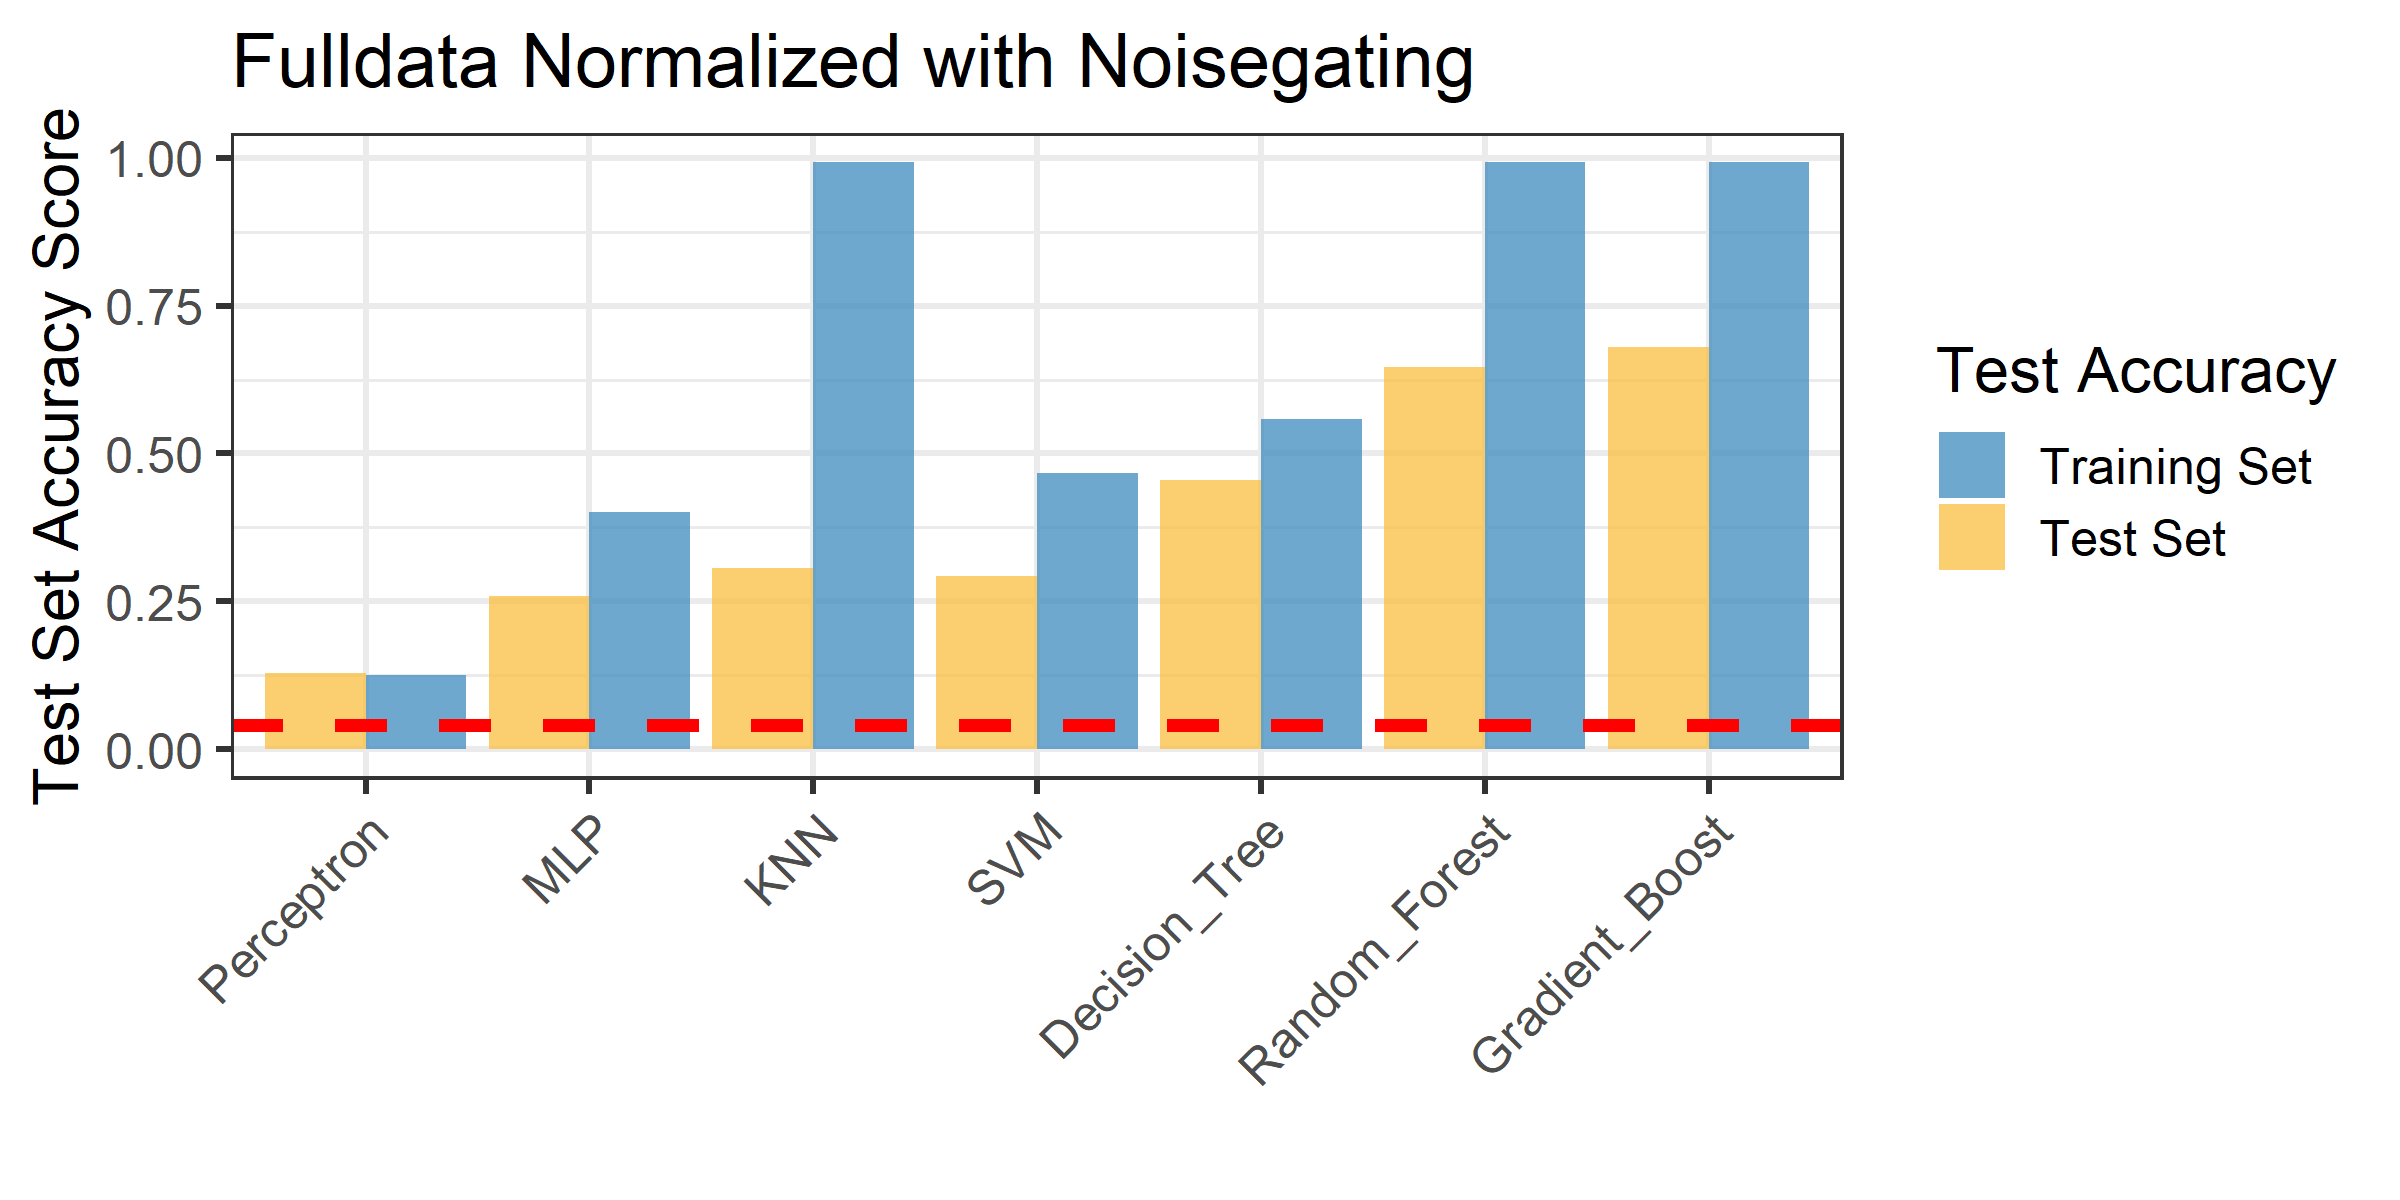 Fulldata Normalized with Noisegating
Test Set Accuracy Score
1.00
0.75
0.50
0.25
0.00
Perceptron
MLP
KNN
SVM
Decision_Tree
Random_Forest
Gradient_Boost
Test Accuracy
Training Set
Test Set